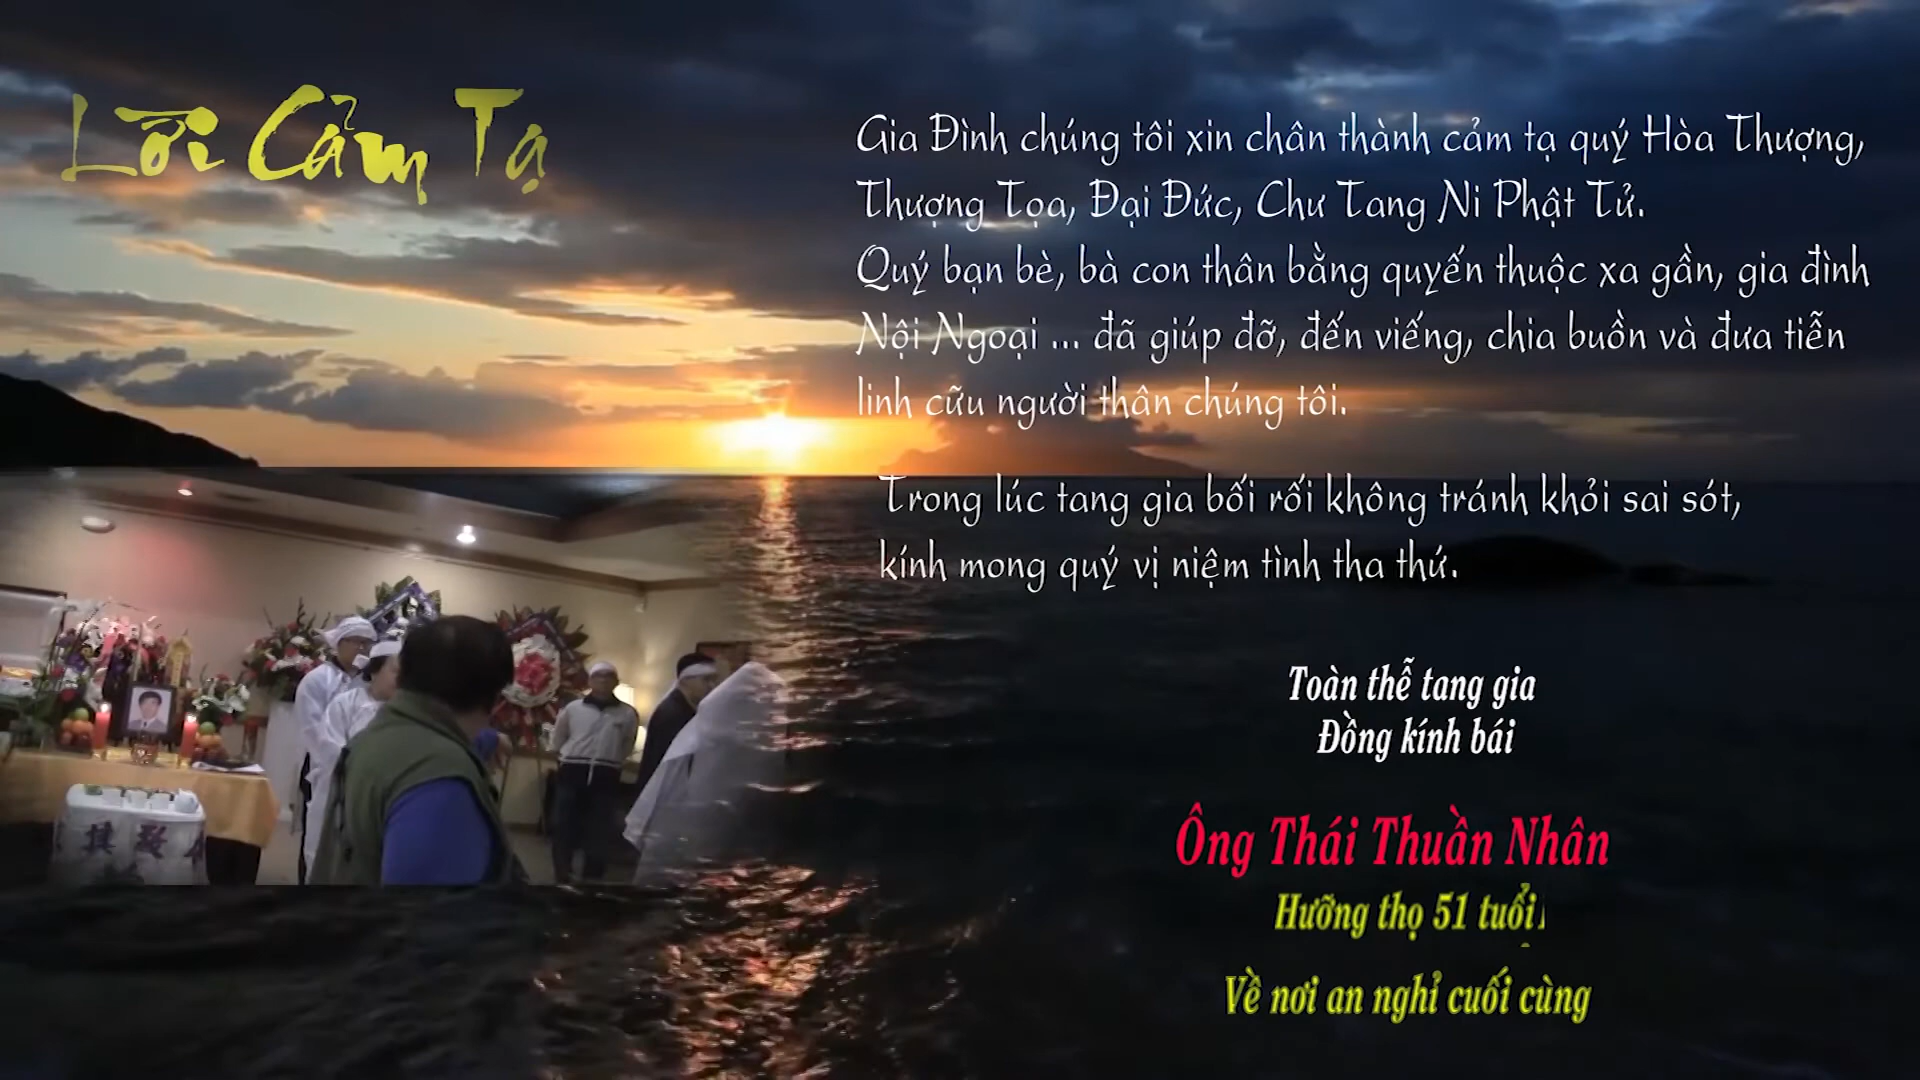 Lời Cảm Tạ
Gia Đình chúng tôi xin chân thành cảm tạ quý Hòa Thượng,
Thượng Tọa, Đại Đức, Chư Tang Ni Phật Tử.
Quý bạn bè, bà con thân bằng quyến thuộc xa gần, gia đình
Nội Ngoại ... đã giúp đỡ, đến viếng, chia buồn và đưa tiễn
linh cữu người thân chúng tôi.
Trong lúc tang gia bối rối không tránh khỏi sai sót,
kính mong quý vị niệm tình tha thứ.
Toàn thễ tang gia
Đồng kính bái
Ông Thái Thuần Nhân
Hưỡng thọ 51 tuổi
Về nơi an nghỉ cuối cùng